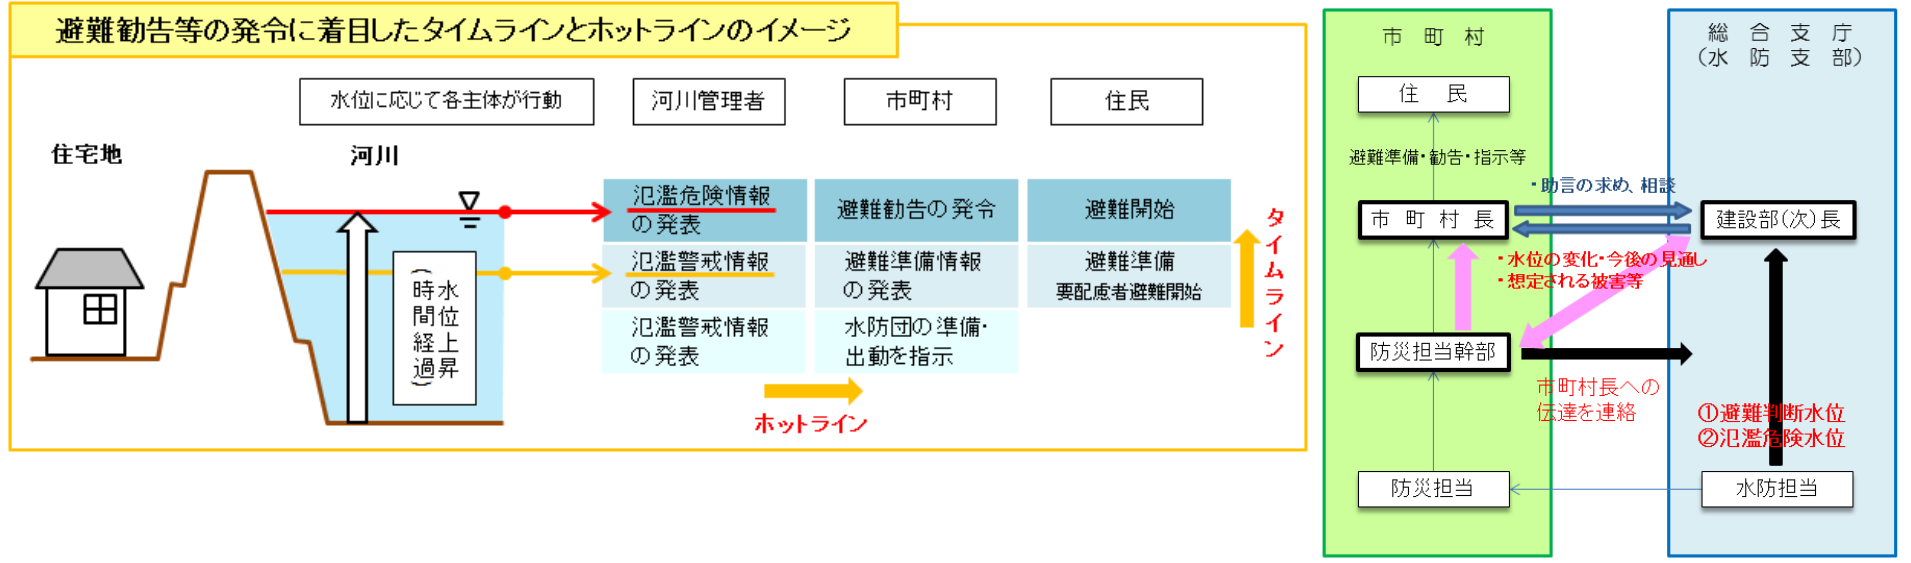 避難勧告等の発令に着目したタイムラインとホットラインのイメージ
水位に応じて各主体が行動
河川管理者
市町村
住民
住宅地
河川
水位上昇
(時間経過)
氾濫危険情報
の発表
避難勧告の発令
避難開始
氾濫警戒情報
の発表
避難準備情報
の発表
避難準備
要配慮者避難開始
氾濫警戒情報
の発表
水防団の準備・
出動を指示
タイムライン
ホットライン
市町村
住民
避難準備・勧告・指示等
市町村長
防災担当幹部
防災担当
総合支庁
(水防支部)
・助言の求め、相談
建設部(次)長
・水位の変化・今後の見通し
・想定される被害等
市町村長への
伝達を連絡
①避難判断水位
②氾濫危険水位
水防担当